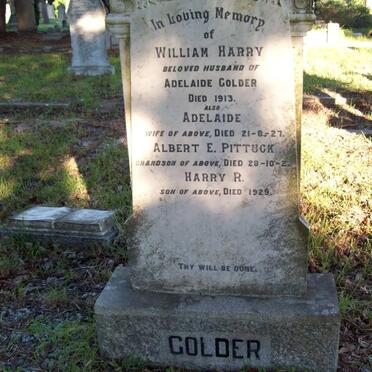 In Loving Memory
of
WILLIAM HARRY
BELOVED HUSBAND OF
ADELAIDE GOLDER
DIED 1913.
ALSO
ADELAIDE
WIFE OF ABOVE, DIED 21-8-27.
ALBERT E. PITTUCK
GRANDSON OF ABOVE, DIED 28-10-2
HARRY R.
SON OF ABOVE, DIED 1929.
THY WILL BE DONE.
GOLDER